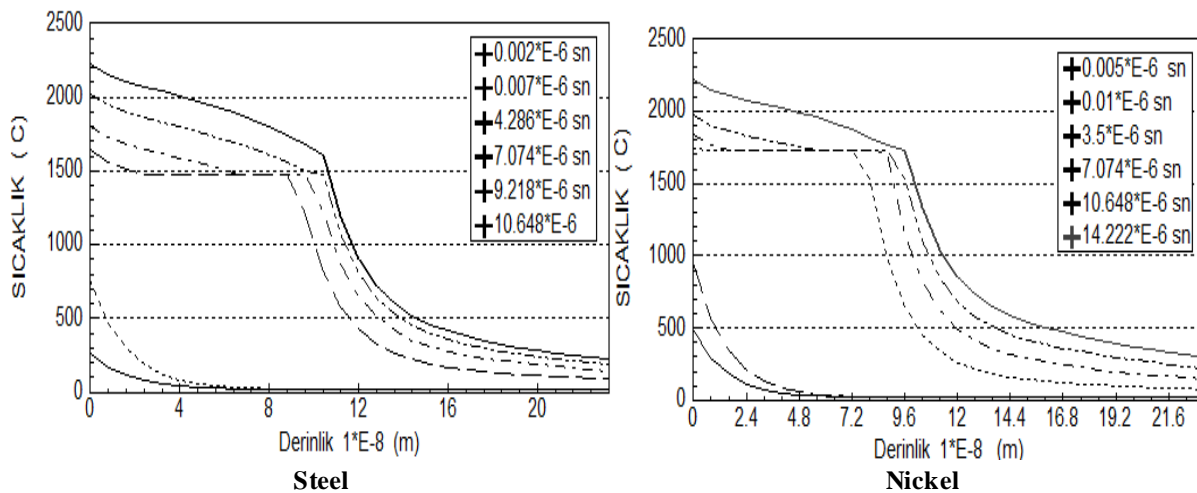 2500
2000
1500
1000
500
0
SICAKLIK ( C)
0.002*E-6 sn
0.007*E-6 sn
4.286*E-6 sn
7.074*E-6 sn
9.218*E-6 sn
10.648*E-6
0 4 8 12 16 20
Derinlik 1*E-8 (m)
Steel
2500
2000
1500
1000
500
0
SICAKLIK ( C)
0.005*E-6 sn
0.01*E-6 sn
3.5*E-6 sn
7.074*E-6 sn
10.648*E-6 sn
14.222*E-6 sn
0 2.4 4.8 7.2 9.6 12 14.4 16.8 19.2 21.6
Derinlik 1*E-8 (m)
Nickel